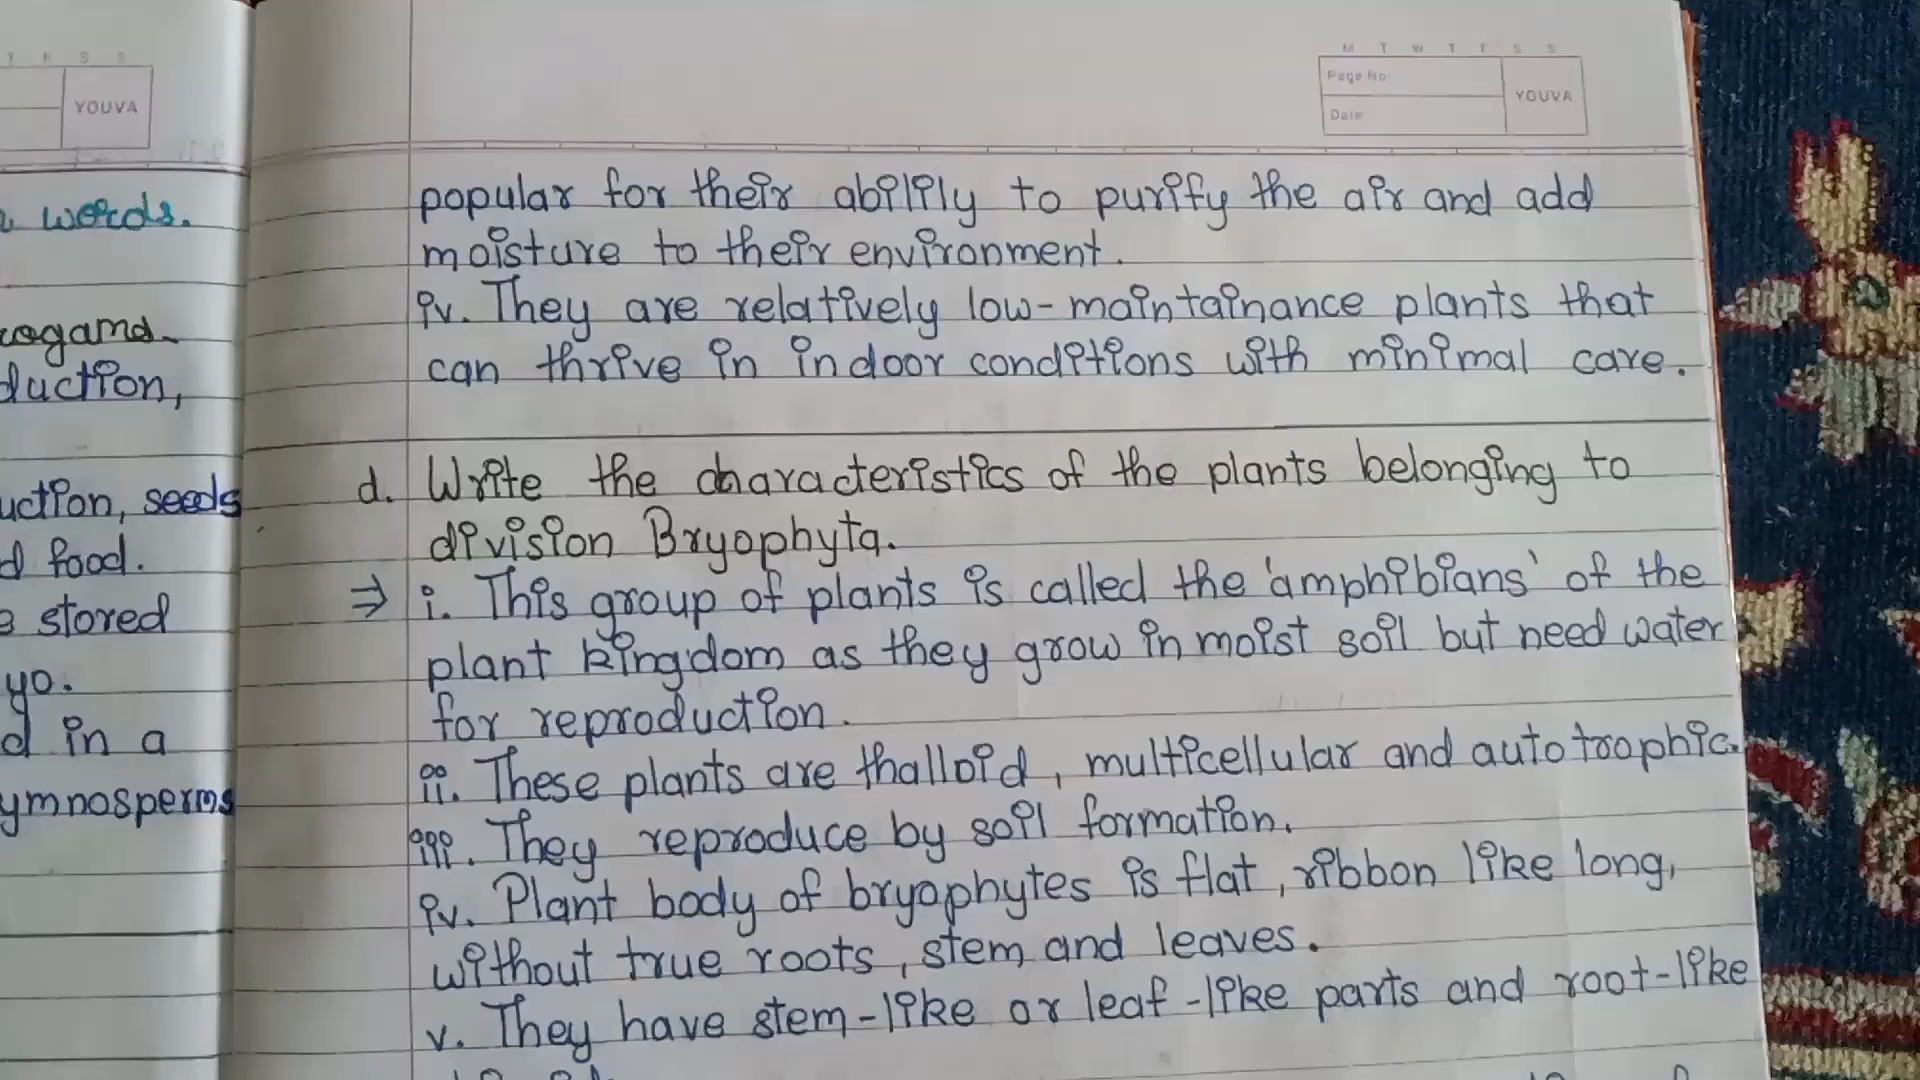 T F S S
YOUVA
words.
duction,
uction, seeds
d food.
stored
yo.
d in a
ymnosperms
M T W T F S S
Page No
YOUVA
Date
popular for their abilily to purify the air and add
moisture to their environment.
iv. They are relatively low-maintainance plants that
can thrive in indoor conditions with minimal care.
d. Write the characteristics of the plants belonging to
division Bryophyta.
⇒ i. This group of plants is called the 'amphibians' of the
plant kingdom as they grow in moist soil but need water
for reproduction.
ii. These plants are thalloid, multicellular and autotrophic.
iii. They reproduce by soil formation.
iv. Plant body of bryophytes is flat, ribbon like long,
without true roots, stem and leaves.
v. They have stem-like or leaf-like parts and root-like